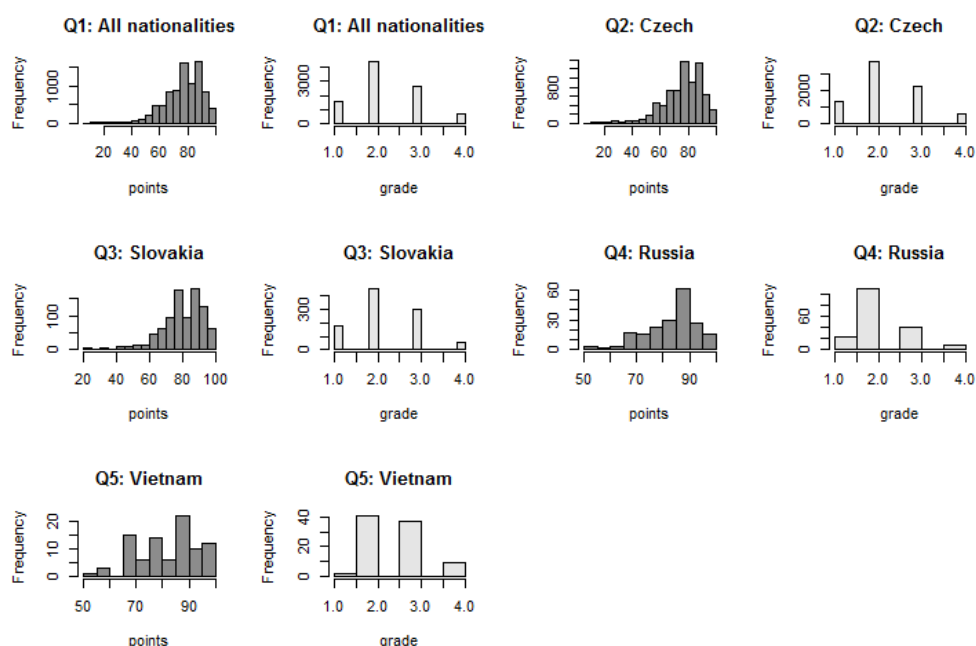 Q1: All nationalities
Frequency
0 1000
20 40 60 80
points
Q1: All nationalities
Frequency
0 3000
1.0 2.0 3.0 4.0
grade
Q2: Czech
Frequency
0 800
20 40 60 80
points
Q2: Czech
Frequency
0 2000
1.0 2.0 3.0 4.0
grade
Q3: Slovakia
Frequency
0 100
20 40 60 80 100
points
Q3: Slovakia
Frequency
0 300
1.0 2.0 3.0 4.0
grade
Q4: Russia
Frequency
0 30 60
50 70 90
points
Q4: Russia
Frequency
0 60
1.0 2.0 3.0 4.0
grade
Q5: Vietnam
Frequency
0 10 20
50 70 90
points
Q5: Vietnam
Frequency
0 20 40
1.0 2.0 3.0 4.0
grade